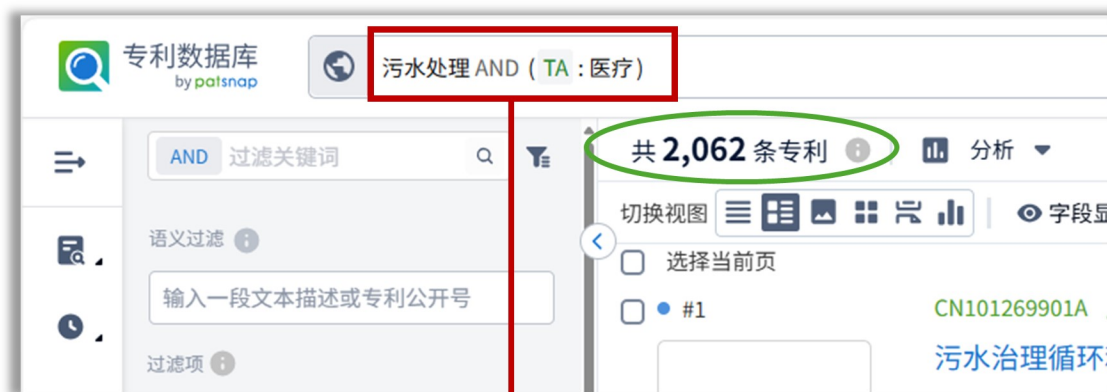 专利数据库
by patsnap
污水处理 AND ( TA : 医疗 )
AND 过滤关键词
共 2,062 条专利
分析
切换视图
字段显
语义过滤
选择当前页
输入一段文本描述或专利公开号
#1
CN101269901A
过滤项
污水治理循环